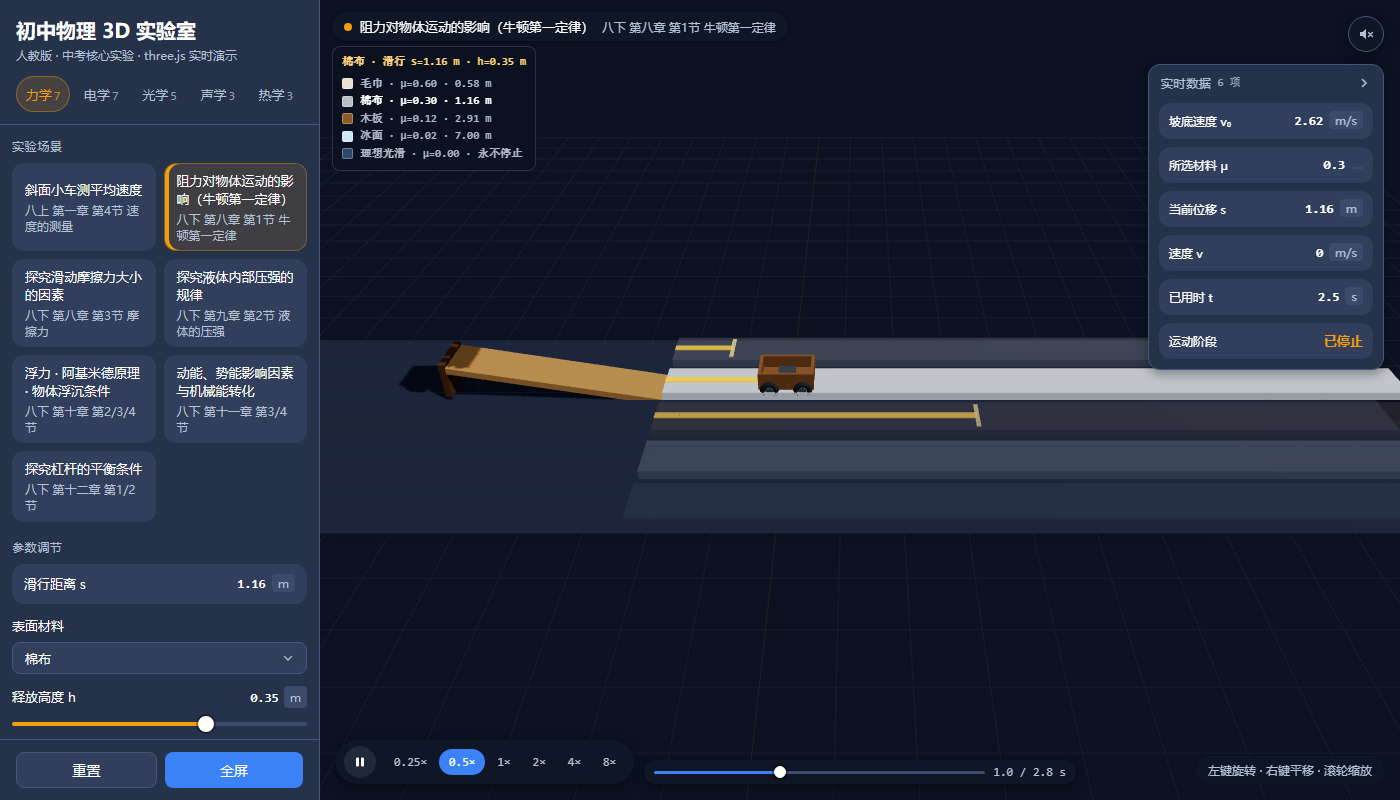 初中物理 3D 实验室
人教版 · 中考核心实验 · three.js 实时演示
力学 7
电学 7
光学 5
声学 3
热学 3
实验场景
斜面小车测平均速度
八上 第一章 第4节 速
度的测量
阻力对物体运动的影
响（牛顿第一定律）
八下 第八章 第1节 牛
顿第一定律
探究滑动摩擦力大小
的因素
八下 第八章 第3节 摩
擦力
探究液体内部压强的
规律
八下 第九章 第2节 液
体的压强
浮力 · 阿基米德原理
· 物体浮沉条件
八下 第十章 第2/3/4
节
动能、势能影响因素
与机械能转化
八下 第十一章 第3/4
节
探究杠杆的平衡条件
八下 第十二章 第1/2
节
参数调节
滑行距离 s 1.16 m
表面材料
棉布
释放高度 h 0.35 m
重置
全屏
阻力对物体运动的影响（牛顿第一定律） 八下 第八章 第1节 牛顿第一定律
棉布 · 滑行 s=1.16 m · h=0.35 m
毛巾 · μ=0.60 · 0.58 m
棉布 · μ=0.30 · 1.16 m
木板 · μ=0.12 · 2.91 m
冰面 · μ=0.02 · 7.00 m
理想光滑 · μ=0.00 · 永不停止
实时数据 6 项
坡底速度 v₀ 2.62 m/s
所选材料 μ 0.3
当前位移 s 1.16 m
速度 v 0 m/s
已用时 t 2.5 s
运动阶段 已停止
0.25× 0.5× 1× 2× 4× 8×
1.0 / 2.8 s
左键旋转 · 右键平移 · 滚轮缩放